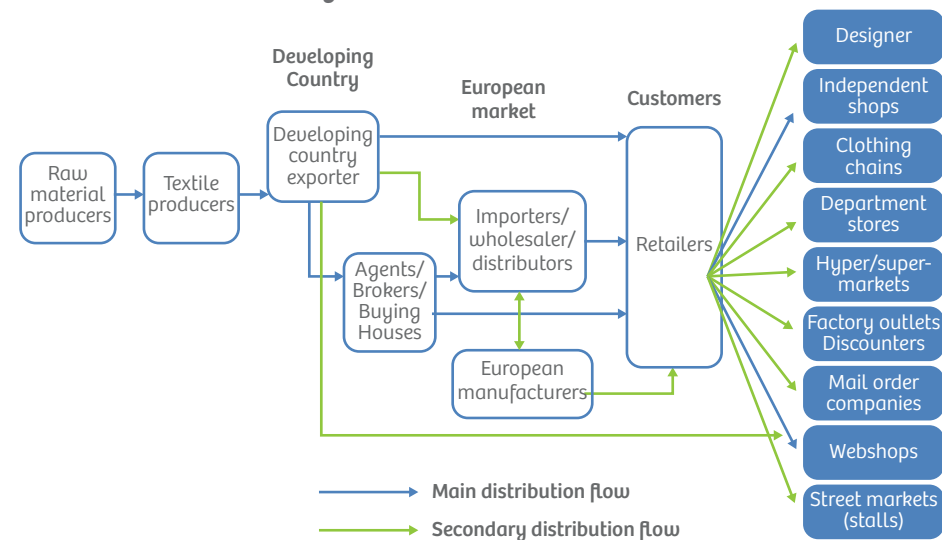 Developing
Country
European
market
Customers
Raw
material
producers
Textile
producers
Developing
country
exporter
Agents/
Brokers/
Buying
Houses
Importers/
wholesaler/
distributors
European
manufacturers
Retailers
Designer
Independent
shops
Clothing
chains
Department
stores
Hyper/super-
markets
Factory outlets
Discounters
Mail order
companies
Webshops
Street markets
(stalls)
Main distribution flow
Secondary distribution flow